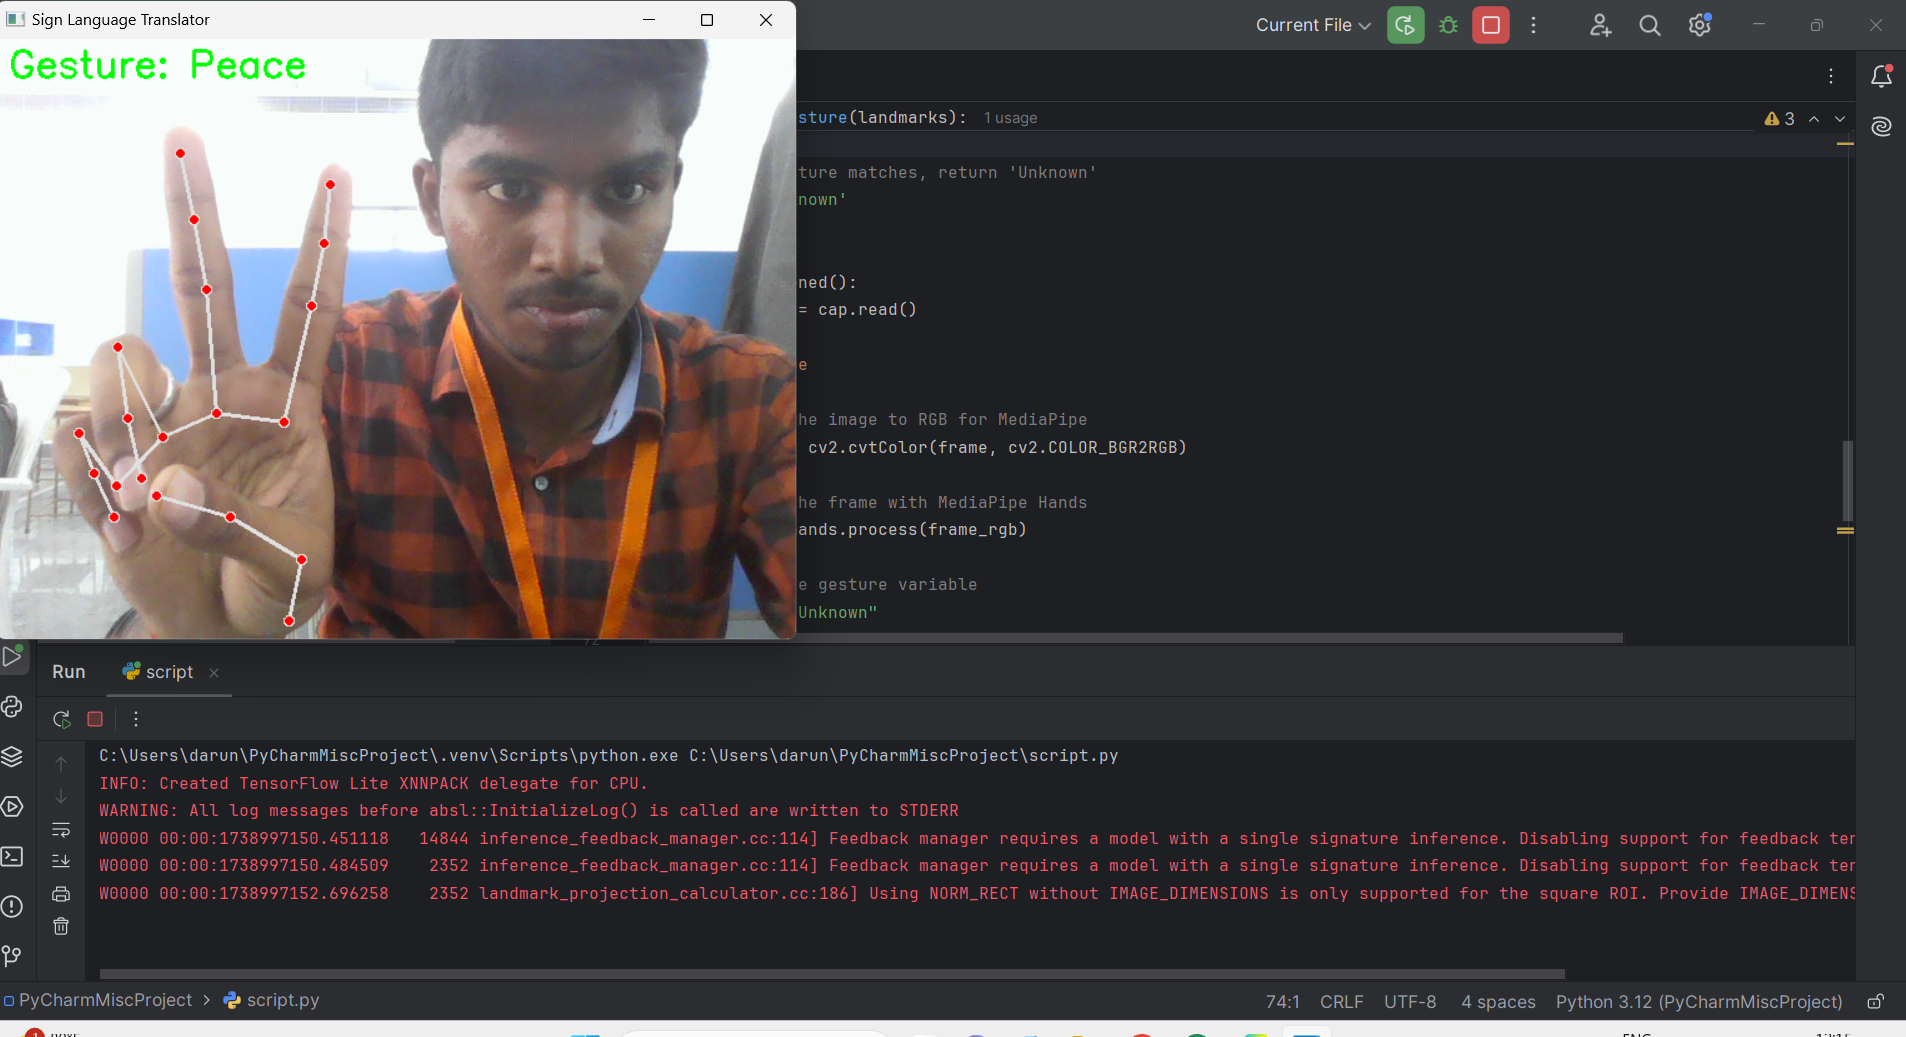 Sign Language Translator
Current File
Gesture: Peace
sture(landmarks): 1 usage
3
ture matches, return 'Unknown'
nown'
ned():
= cap.read()
e
he image to RGB for MediaPipe
cv2.cvtColor(frame, cv2.COLOR_BGR2RGB)
he frame with MediaPipe Hands
ands.process(frame_rgb)
e gesture variable
Unknown"
Run
script
C:\Users\darun\PyCharmMiscProject\.venv\Scripts\python.exe C:\Users\darun\PyCharmMiscProject\script.py
INFO: Created TensorFlow Lite XNNPACK delegate for CPU.
WARNING: All log messages before absl::InitializeLog() is called are written to STDERR
W0000 00:00:1738997150.451118   14844 inference_feedback_manager.cc:114] Feedback manager requires a model with a single signature inference. Disabling support for feedback ten
W0000 00:00:1738997150.484509    2352 inference_feedback_manager.cc:114] Feedback manager requires a model with a single signature inference. Disabling support for feedback ten
W0000 00:00:1738997152.696258    2352 landmark_projection_calculator.cc:186] Using NORM_RECT without IMAGE_DIMENSIONS is only supported for the square ROI. Provide IMAGE_DIMENS
PyCharmMiscProject > script.py
74:1 CRLF UTF-8 4 spaces Python 3.12 (PyCharmMiscProject)
1